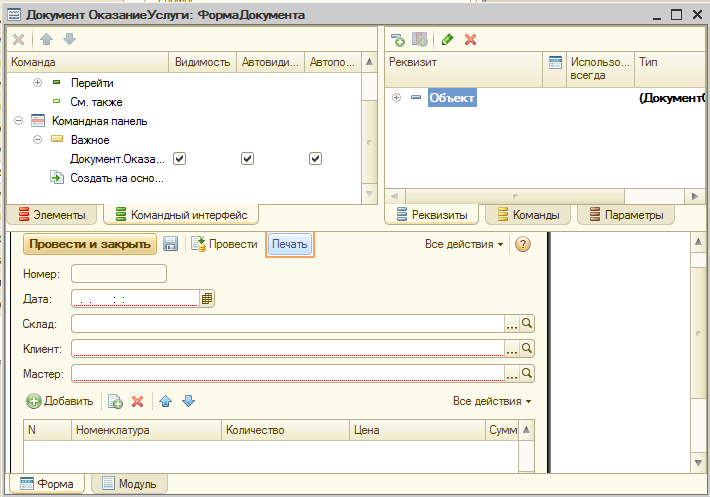 Документ ОказаниеУслуги: ФормаДокумента
Команда Видимость Автовиди... Автопо...
Перейти
См. также
Командная панель
Важное
Документ.Оказа...
Создать на осно...
Элементы Командный интерфейс
Реквизит Использо... всегда Тип
Объект (ДокументО
Реквизиты Команды Параметры
Провести и закрыть Провести Печать Все действия ?
Номер:
Дата: . . : :
Склад: ...
Клиент: ...
Мастер: ...
Добавить Все действия
N Номенклатура Количество Цена Сумм
Форма Модуль